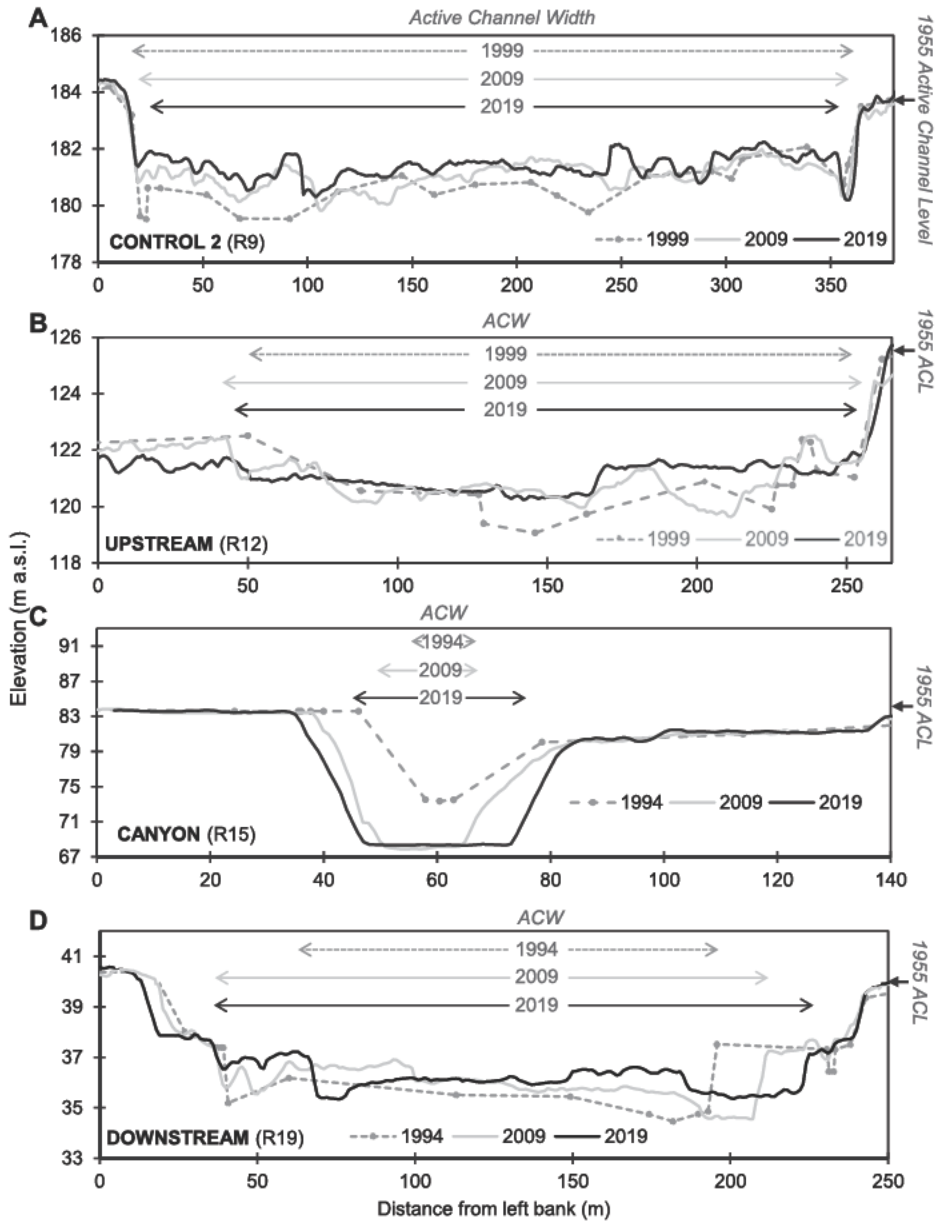 A
Active Channel Width
186
1999
2009
2019
184
182
180
178
CONTROL 2 (R9)
1999 2009 2019
0 50 100 150 200 250 300 350
1955 Active Channel Level
B
ACW
126
1999
2009
2019
124
122
120
118
UPSTREAM (R12)
1999 2009 2019
0 50 100 150 200 250
1955 ACL
Elevation (m a.s.l.)
C
ACW
91
1994
2009
2019
87
83
79
75
71
67
CANYON (R15)
1994 2009 2019
0 20 40 60 80 100 120 140
1955 ACL
D
ACW
41
1994
2009
2019
39
37
35
33
DOWNSTREAM (R19)
1994 2009 2019
0 50 100 150 200 250
1955 ACL
Distance from left bank (m)